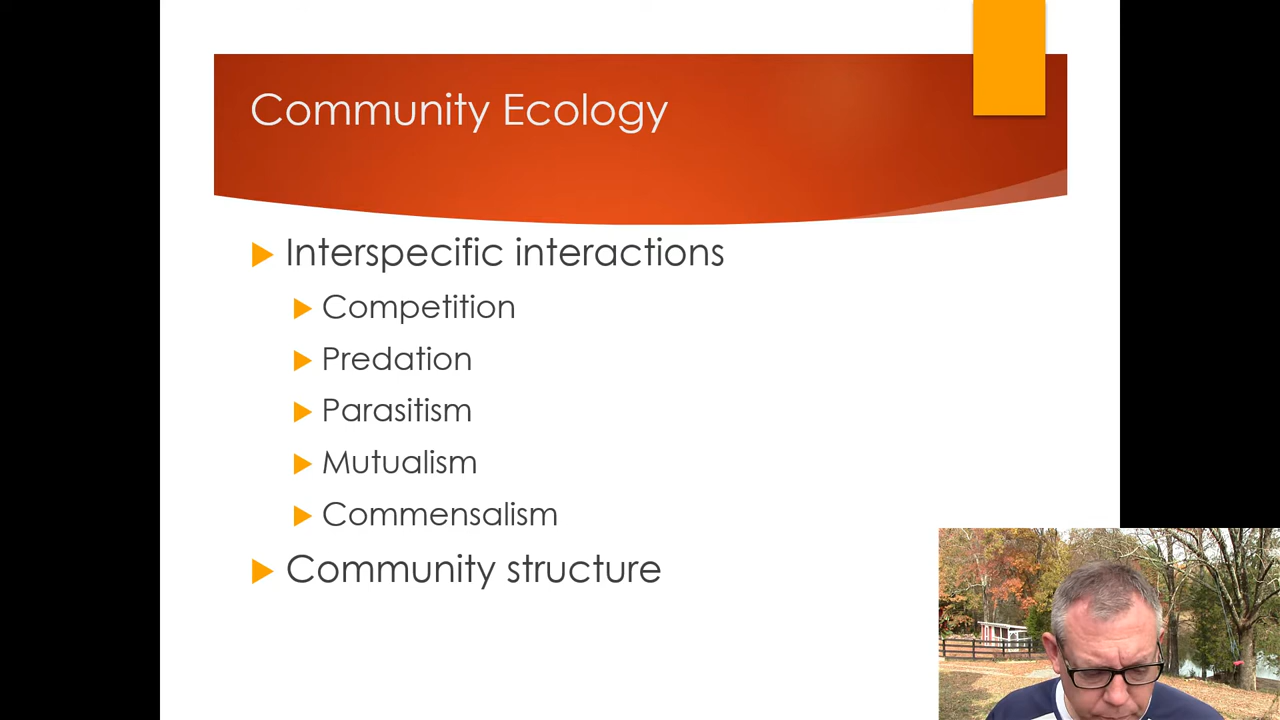 Community Ecology
Interspecific interactions
Competition
Predation
Parasitism
Mutualism
Commensalism
Community structure